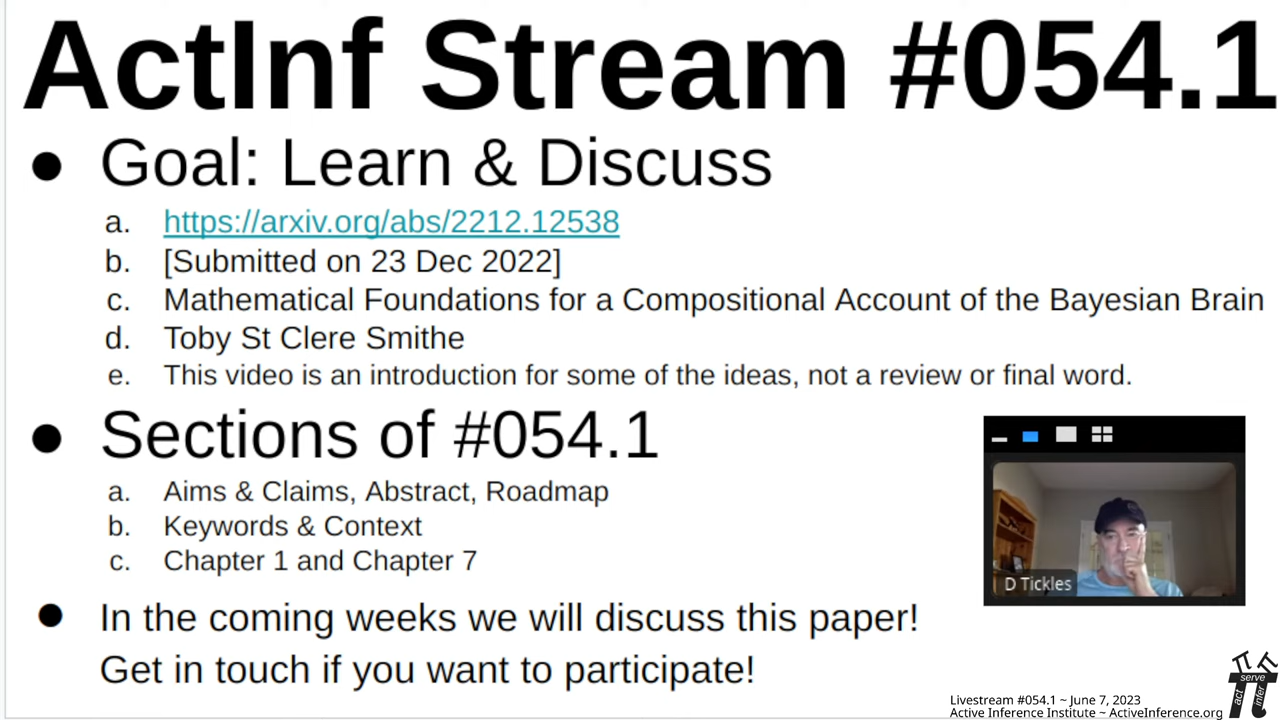 ActInf Stream #054.1
● Goal: Learn & Discuss
a. https://arxiv.org/abs/2212.12538
b. [Submitted on 23 Dec 2022]
c. Mathematical Foundations for a Compositional Account of the Bayesian Brain
d. Toby St Clere Smithe
e. This video is an introduction for some of the ideas, not a review or final word.
● Sections of #054.1
a. Aims & Claims, Abstract, Roadmap
b. Keywords & Context
c. Chapter 1 and Chapter 7
D Tickles
● In the coming weeks we will discuss this paper!
Get in touch if you want to participate!
Livestream #054.1 ~ June 7, 2023
Active Inference Institute ~ ActiveInference.org
serve
act
infer